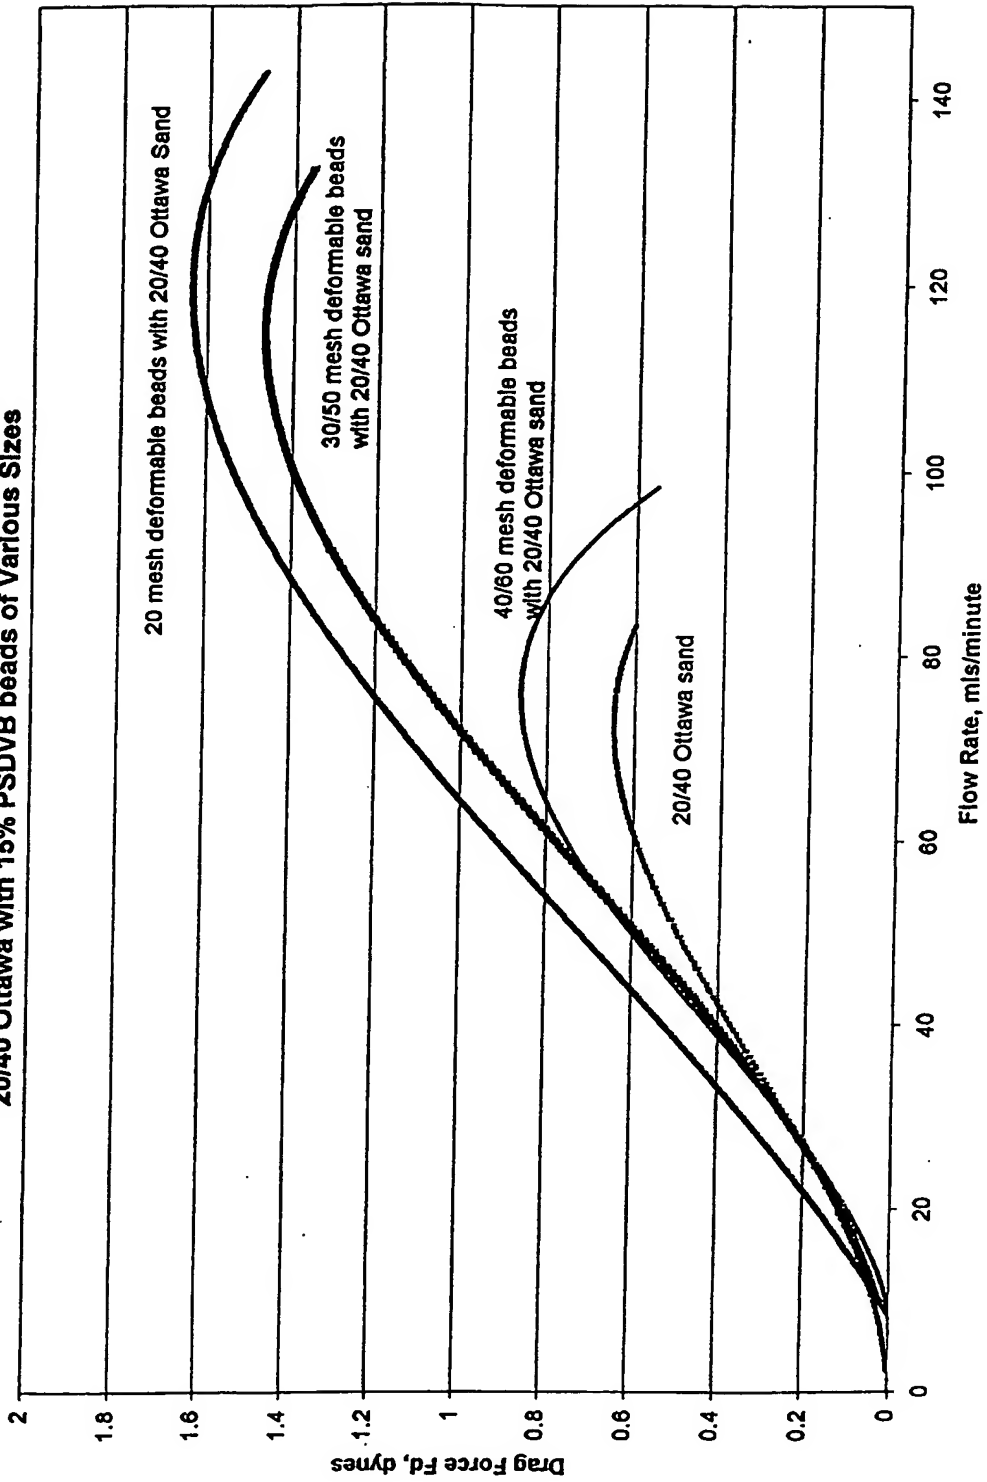 20/40 Ottawa with 15% PSDVB beads of Various Sizes
2
1.8
1.6
1.4
1.2
1
0.8
0.6
0.4
0.2
0
Drag Force Fd, dynes
20 mesh deformable beads with 20/40 Ottawa Sand
30/50 mesh deformable beads
with 20/40 Ottawa sand
40/60 mesh deformable beads
with 20/40 Ottawa sand
20/40 Ottawa sand
0
20
40
60
80
100
120
140
Flow Rate, mls/minute